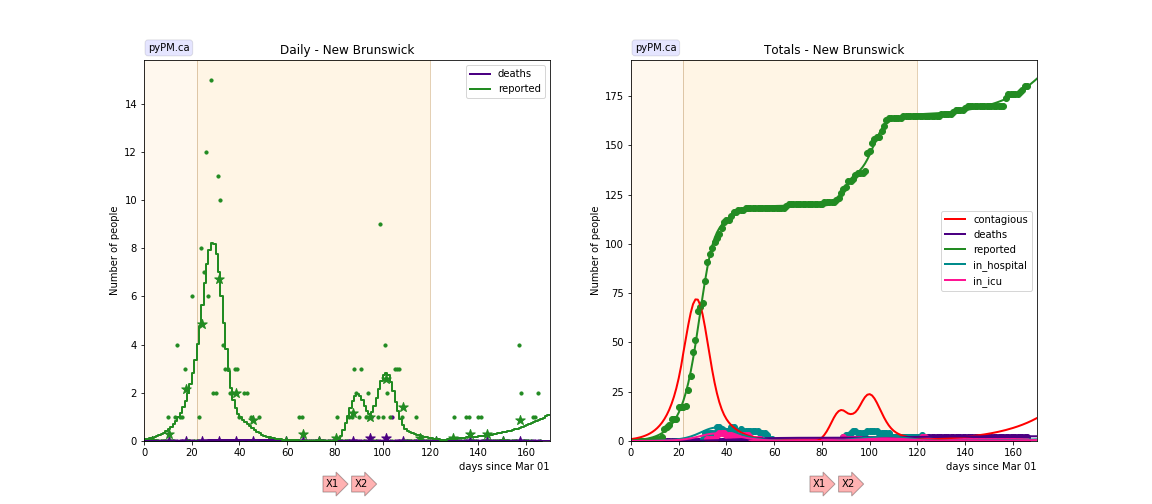 pyPM.ca
Daily - New Brunswick
deaths
reported
Number of people
14
12
10
8
6
4
2
0
0 20 40 60 80 100 120 140 160
days since Mar 01
X1 X2
pyPM.ca
Totals - New Brunswick
Number of people
175
150
125
100
75
50
25
0
contagious
deaths
reported
in_hospital
in_icu
0 20 40 60 80 100 120 140 160
days since Mar 01
X1 X2